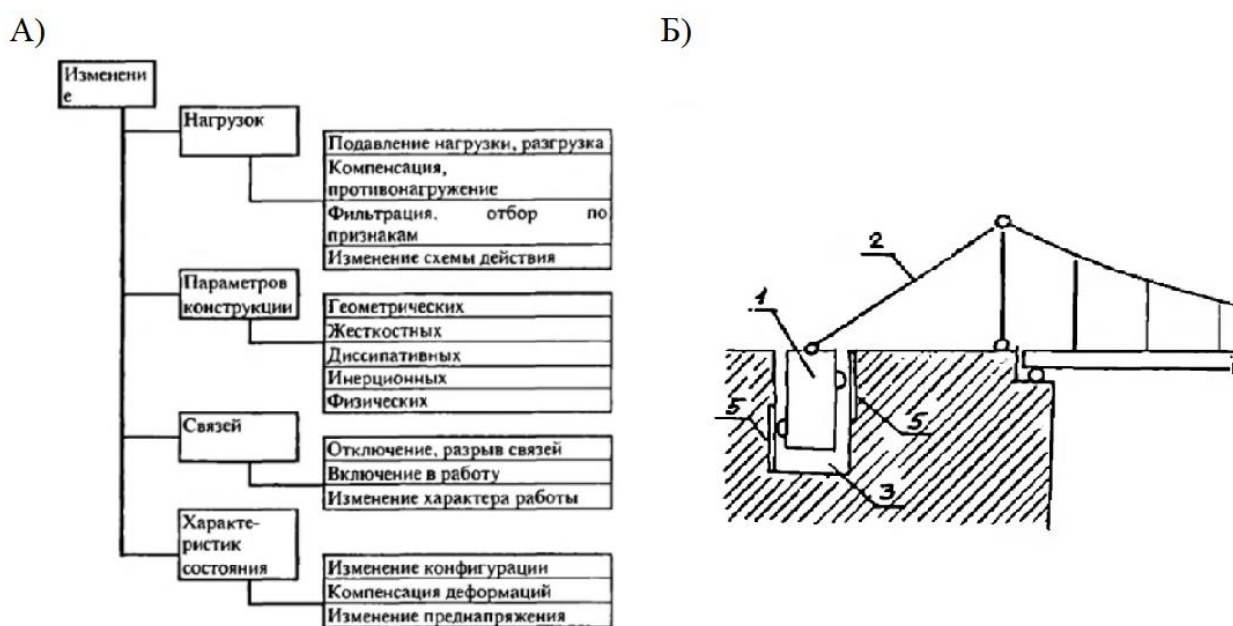 А)
Б)
Изменени
е
Нагрузок
Подавление нагрузки, разгрузка
Компенсация,
противонагружение
Фильтрация, отбор по
признакам
Изменение схемы действия
Параметров
конструкции
Геометрических
Жесткостных
Диссипативных
Инерционных
Физических
Связей
Отключение, разрыв связей
Включение в работу
Изменение характера работы
Характе-
ристик
состояния
Изменение конфигурации
Компенсация деформаций
Изменение преднапряжения
2
1
5
5
3